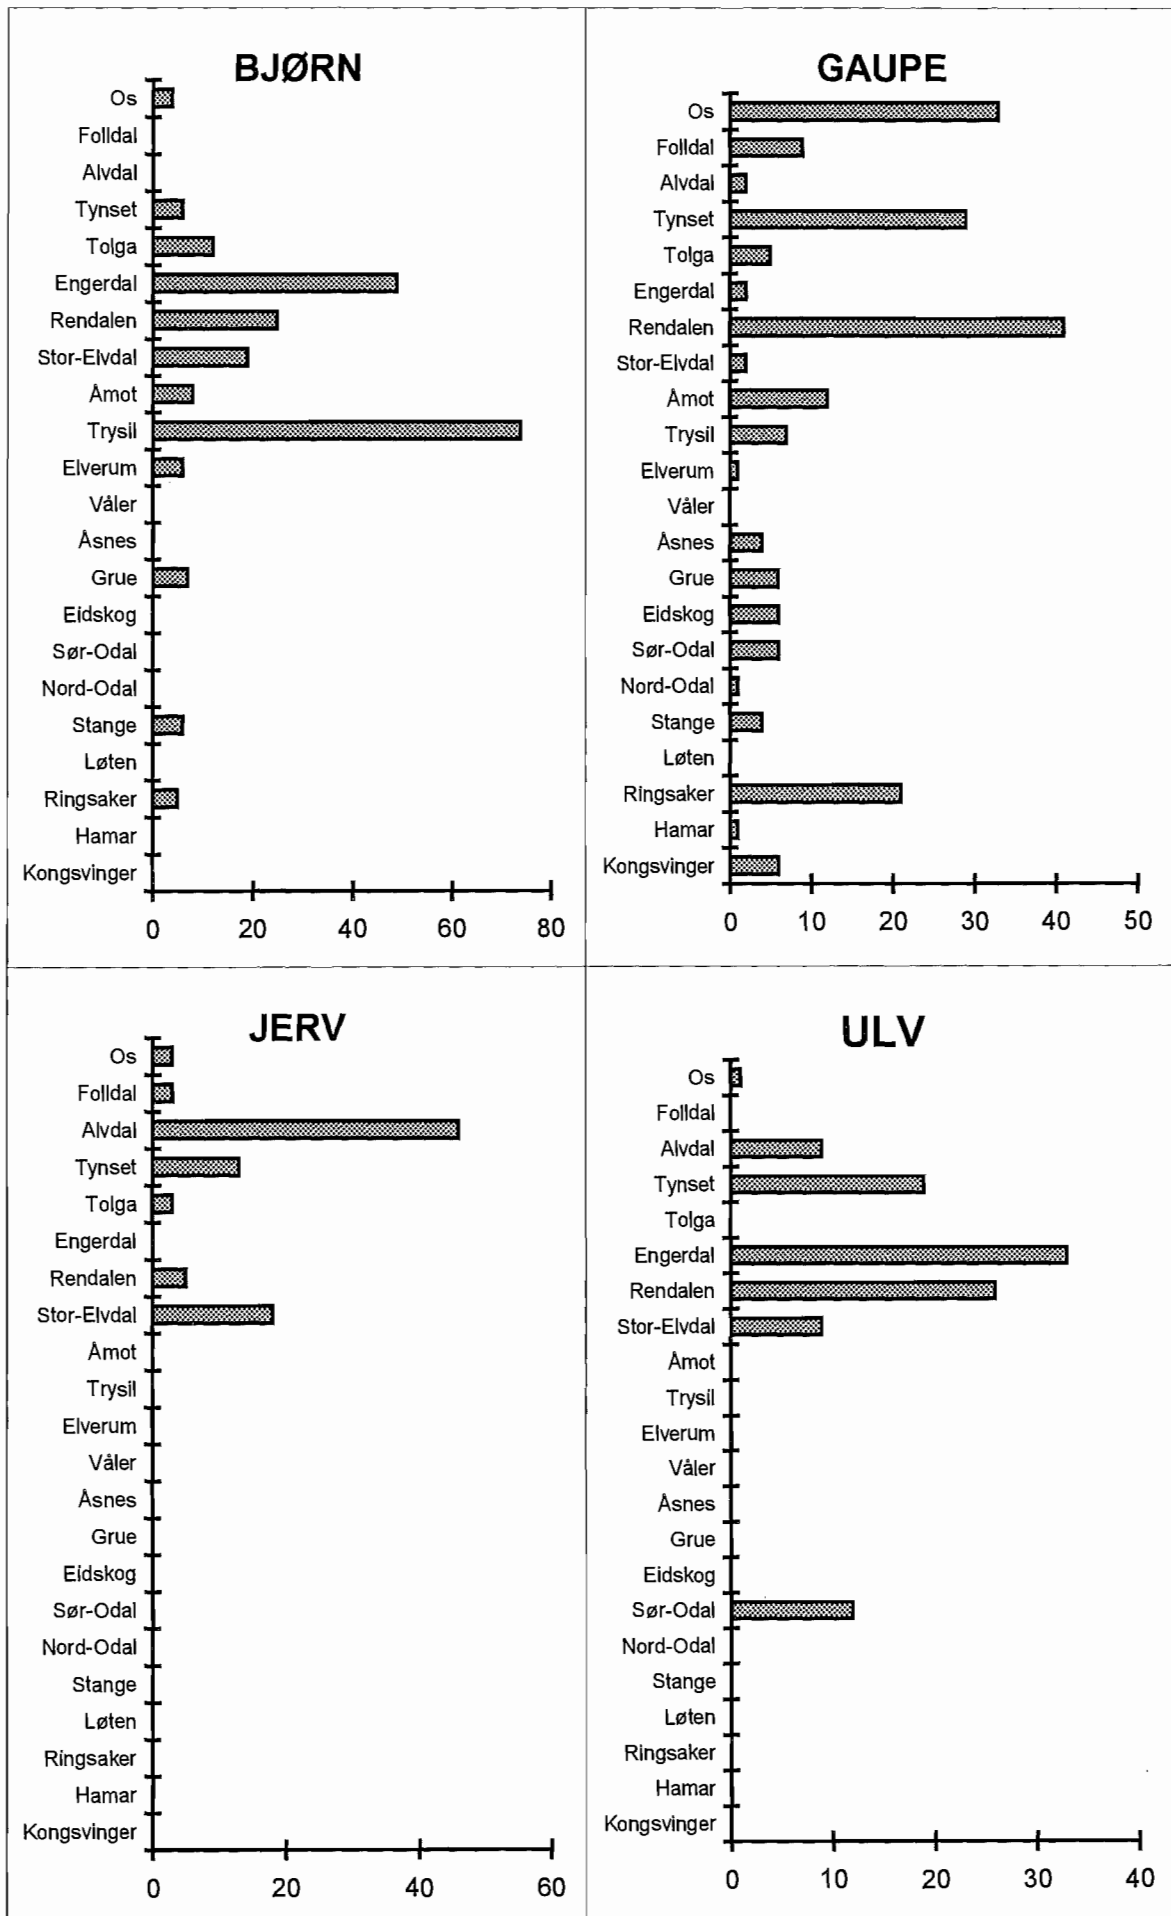 BJØRN
Os
Folldal
Alvdal
Tynset
Tolga
Engerdal
Rendalen
Stor-Elvdal
Åmot
Trysil
Elverum
Våler
Åsnes
Grue
Eidskog
Sør-Odal
Nord-Odal
Stange
Løten
Ringsaker
Hamar
Kongsvinger
0 20 40 60 80
GAUPE
Os
Folldal
Alvdal
Tynset
Tolga
Engerdal
Rendalen
Stor-Elvdal
Åmot
Trysil
Elverum
Våler
Åsnes
Grue
Eidskog
Sør-Odal
Nord-Odal
Stange
Løten
Ringsaker
Hamar
Kongsvinger
0 10 20 30 40 50
JERV
Os
Folldal
Alvdal
Tynset
Tolga
Engerdal
Rendalen
Stor-Elvdal
Åmot
Trysil
Elverum
Våler
Åsnes
Grue
Eidskog
Sør-Odal
Nord-Odal
Stange
Løten
Ringsaker
Hamar
Kongsvinger
0 20 40 60
ULV
Os
Folldal
Alvdal
Tynset
Tolga
Engerdal
Rendalen
Stor-Elvdal
Åmot
Trysil
Elverum
Våler
Åsnes
Grue
Eidskog
Sør-Odal
Nord-Odal
Stange
Løten
Ringsaker
Hamar
Kongsvinger
0 10 20 30 40